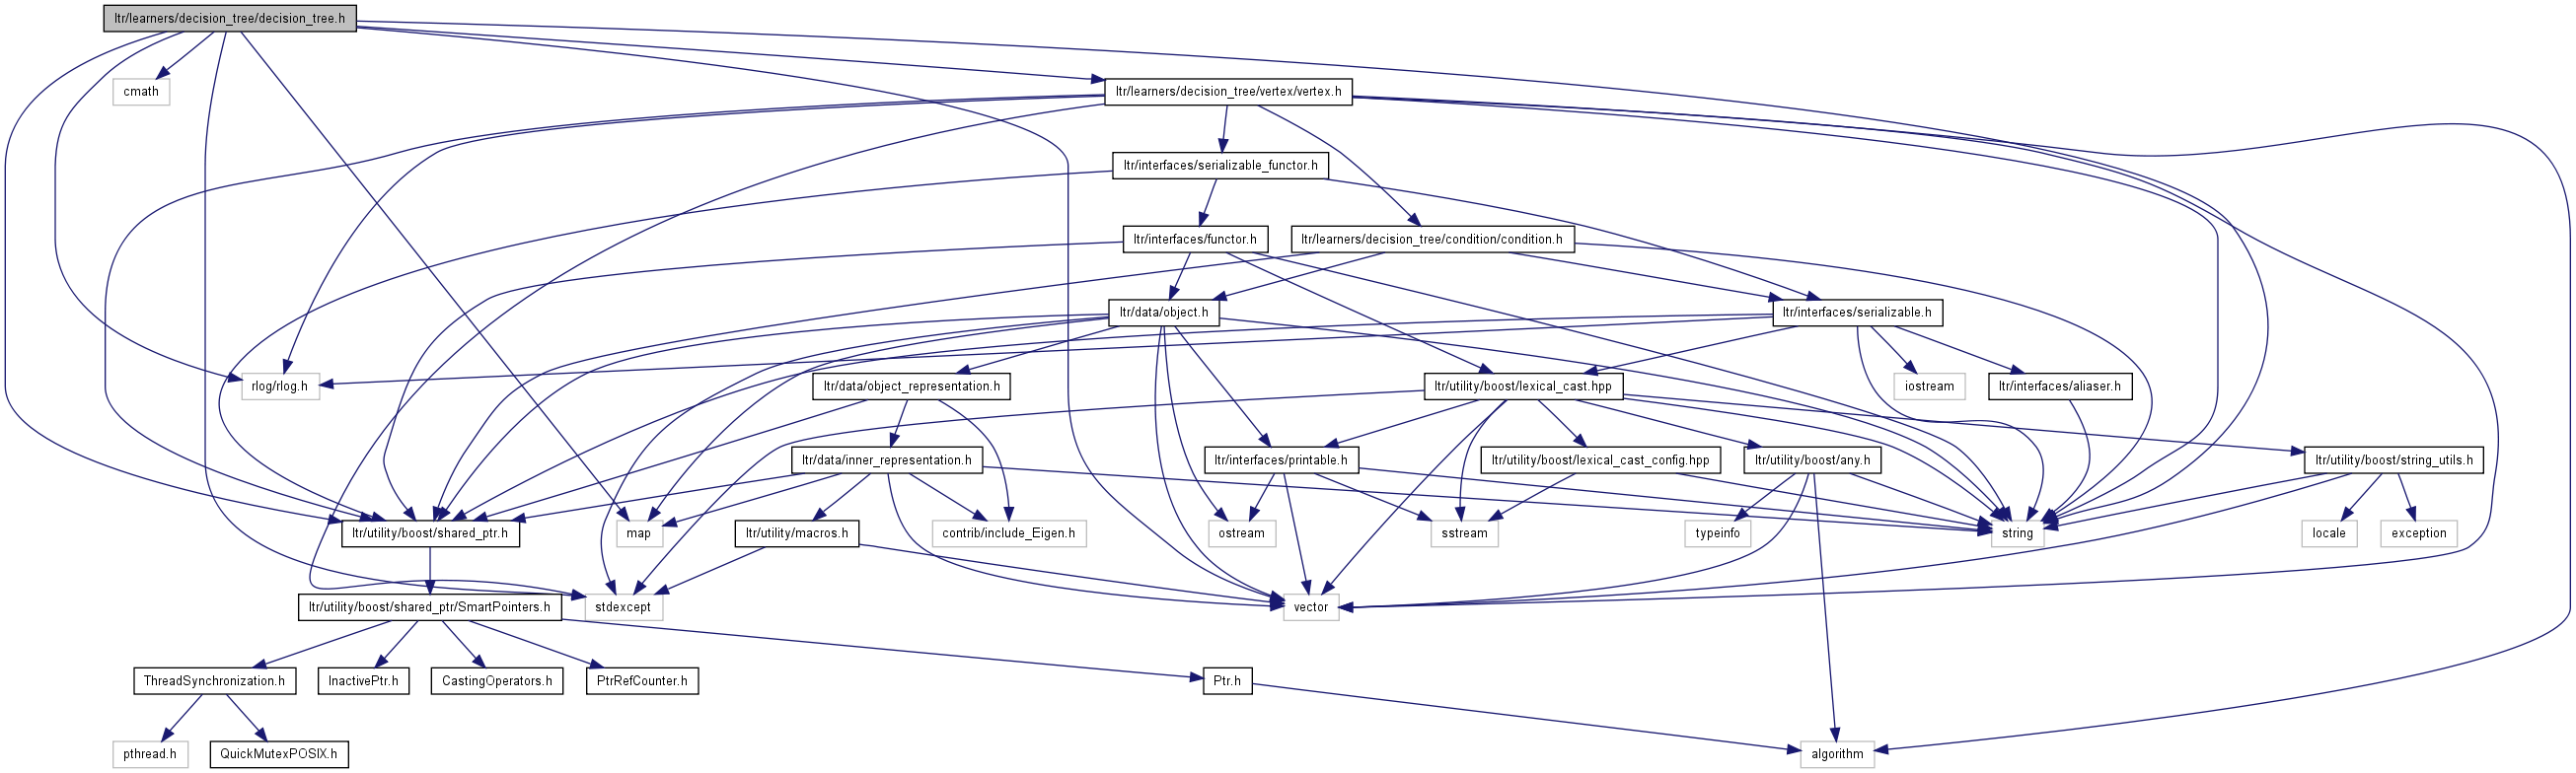 ltr/learners/decision_tree/decision_tree.h
cmath
ltr/learners/decision_tree/vertex/vertex.h
ltr/interfaces/serializable_functor.h
ltr/interfaces/functor.h
ltr/learners/decision_tree/condition/condition.h
ltr/data/object.h
ltr/interfaces/serializable.h
rlog/rlog.h
ltr/data/object_representation.h
ltr/utility/boost/lexical_cast.hpp
iostream
ltr/interfaces/aliaser.h
ltr/data/inner_representation.h
ltr/interfaces/printable.h
ltr/utility/boost/lexical_cast_config.hpp
ltr/utility/boost/any.h
ltr/utility/boost/string_utils.h
ltr/utility/boost/shared_ptr.h
map
ltr/utility/macros.h
contrib/include_Eigen.h
ostream
sstream
typeinfo
string
locale
exception
ltr/utility/boost/shared_ptr/SmartPointers.h
stdexcept
vector
ThreadSynchronization.h
InactivePtr.h
CastingOperators.h
PtrRefCounter.h
Ptr.h
pthread.h
QuickMutexPOSIX.h
algorithm